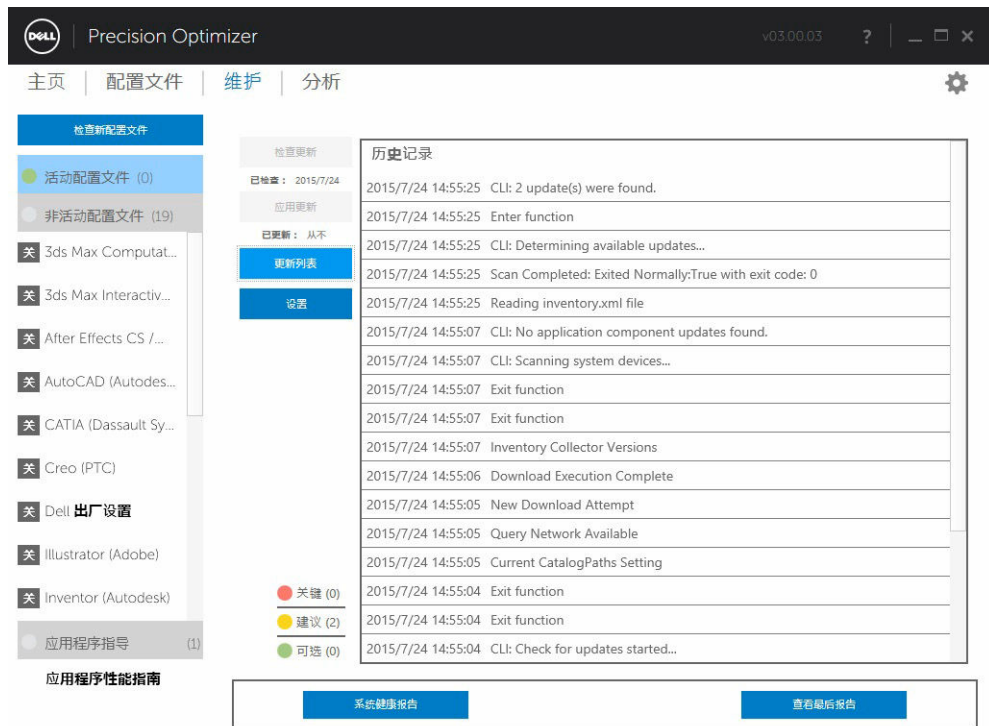 DELL Precision Optimizer v03.00.03 ?
主页 配置文件 维护 分析
检查新配置文件
活动配置文件 (0)
非活动配置文件 (19)
关 3ds Max Computat...
关 3ds Max Interactiv...
关 After Effects CS /...
关 AutoCAD (Autodes...
关 CATIA (Dassault Sy...
关 Creo (PTC)
关 Dell 出厂设置
关 Illustrator (Adobe)
关 Inventor (Autodesk)
应用程序指导 (1)
应用程序性能指南
检查更新
已检查： 2015/7/24
应用更新
已更新： 从不
更新列表
设置
关键 (0)
建议 (2)
可选 (0)
历史记录
2015/7/24 14:55:25 CLI: 2 update(s) were found.
2015/7/24 14:55:25 Enter function
2015/7/24 14:55:25 CLI: Determining available updates...
2015/7/24 14:55:25 Scan Completed: Exited Normally:True with exit code: 0
2015/7/24 14:55:25 Reading inventory.xml file
2015/7/24 14:55:07 CLI: No application component updates found.
2015/7/24 14:55:07 CLI: Scanning system devices...
2015/7/24 14:55:07 Exit function
2015/7/24 14:55:07 Exit function
2015/7/24 14:55:07 Inventory Collector Versions
2015/7/24 14:55:06 Download Execution Complete
2015/7/24 14:55:05 New Download Attempt
2015/7/24 14:55:05 Query Network Available
2015/7/24 14:55:05 Current CatalogPaths Setting
2015/7/24 14:55:04 Exit function
2015/7/24 14:55:04 Exit function
2015/7/24 14:55:04 CLI: Check for updates started...
系统健康报告 查看最后报告